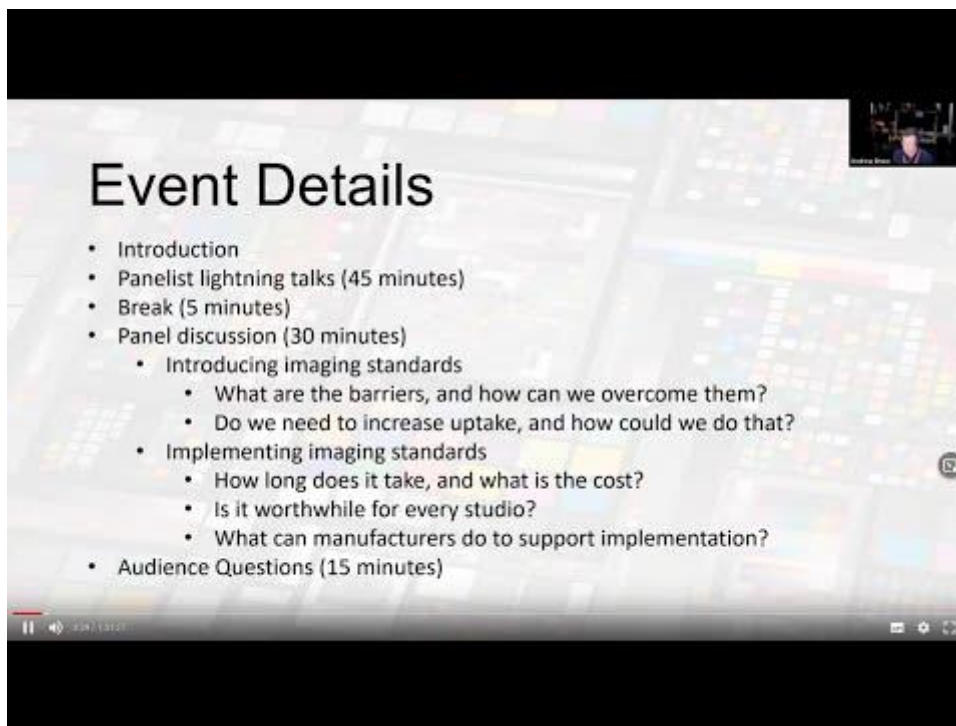 Event Details
• Introduction
• Panelist lightning talks (45 minutes)
• Break (5 minutes)
• Panel discussion (30 minutes)
• Introducing imaging standards
• What are the barriers, and how can we overcome them?
• Do we need to increase uptake, and how could we do that?
• Implementing imaging standards
• How long does it take, and what is the cost?
• Is it worthwhile for every studio?
• What can manufacturers do to support implementation?
• Audience Questions (15 minutes)